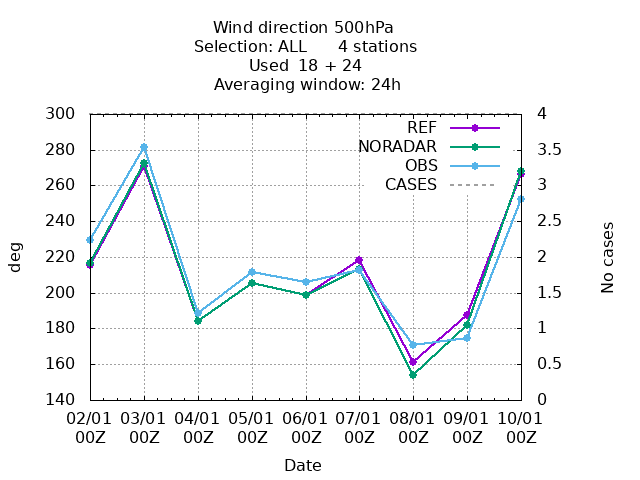 Wind direction 500hPa
Selection: ALL      4 stations
Used  18 + 24
Averaging window: 24h
300
280
260
240
220
200
180
160
140
deg
4
3.5
3
2.5
2
1.5
1
0.5
0
No cases
REF
NORADAR
OBS
CASES
02/01 03/01 04/01 05/01 06/01 07/01 08/01 09/01 10/01
00Z 00Z 00Z 00Z 00Z 00Z 00Z 00Z 00Z
Date